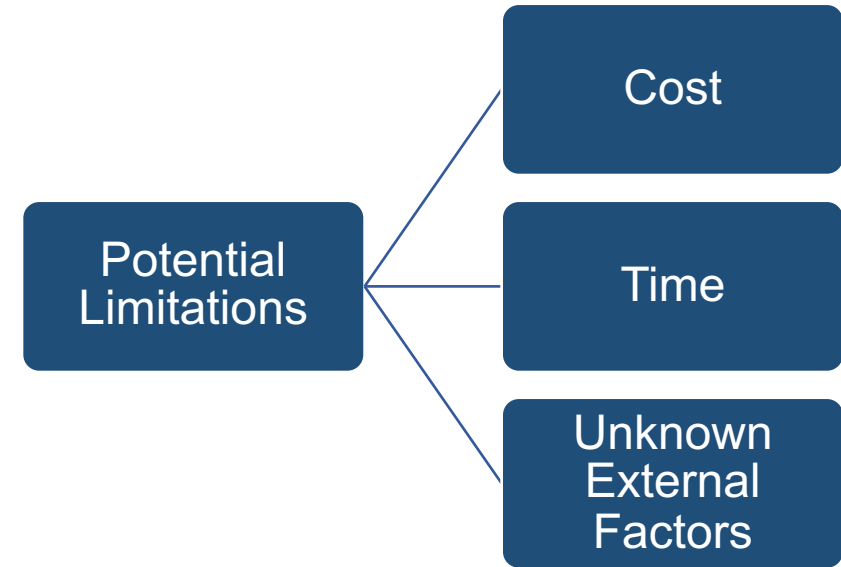 Potential
Limitations
Cost
Time
Unknown
External
Factors